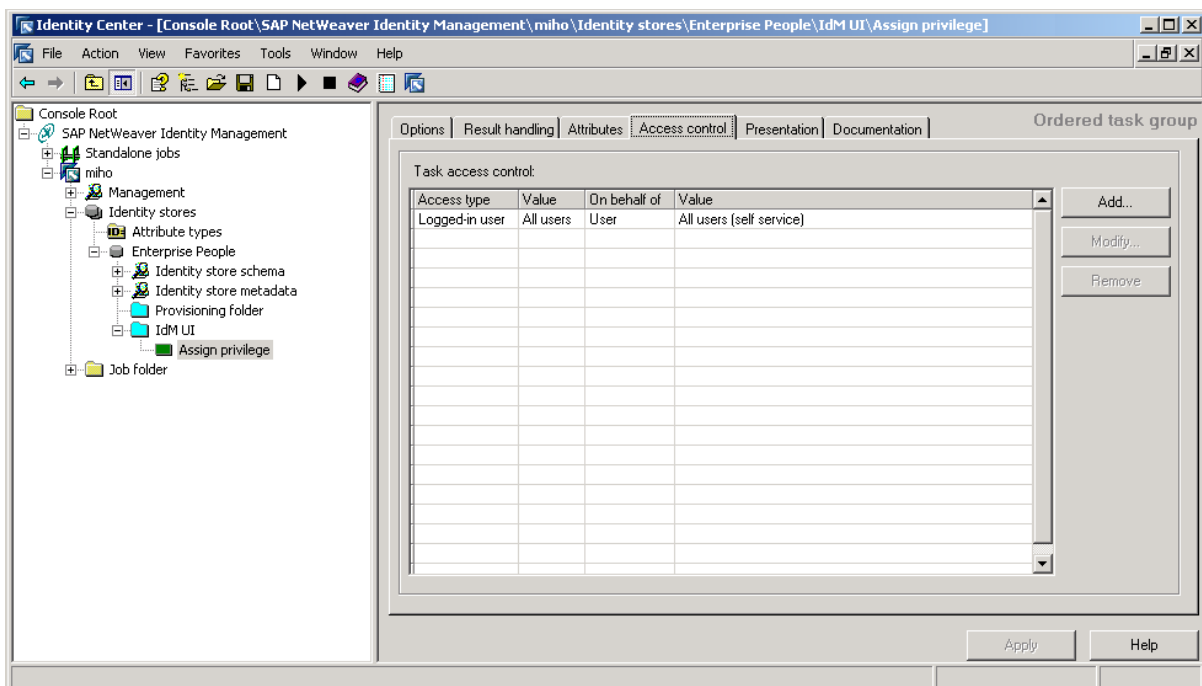 Identity Center - [Console Root\SAP NetWeaver Identity Management\miho\Identity stores\Enterprise People\IdM UI\Assign privilege]
File Action View Favorites Tools Window Help
Console Root
SAP NetWeaver Identity Management
Standalone jobs
miho
Management
Identity stores
ID
Attribute types
Enterprise People
Identity store schema
Identity store metadata
Provisioning folder
IdM UI
Assign privilege
Job folder
Ordered task group
Options Result handling Attributes Access control Presentation Documentation
Task access control:
Access type Value On behalf of Value
Logged-in user All users User All users (self service)
Add...
Modify...
Remove
Apply Help